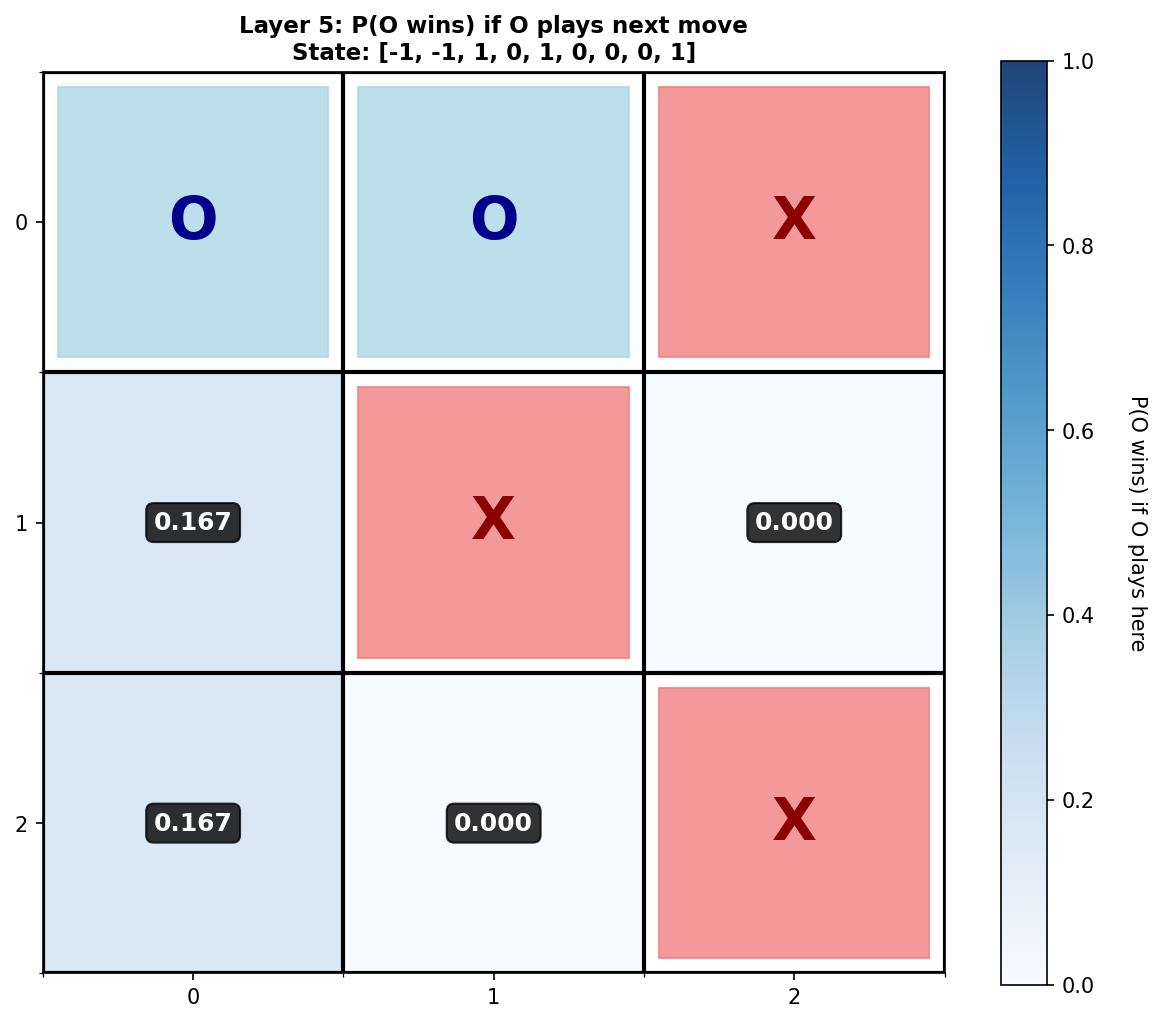 Layer 5: P(O wins) if O plays next move
State: [-1, -1, 1, 0, 1, 0, 0, 0, 1]
0
O
O
X
1
0.167
X
0.000
2
0.167
0.000
X
0
1
2
1.0
0.8
0.6
0.4
0.2
0.0
P(O wins) if O plays here